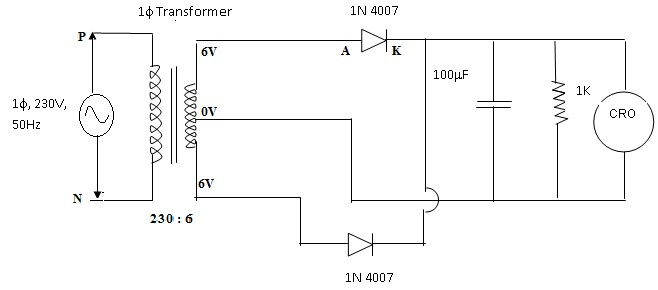 1ϕ Transformer
1N 4007
P
6V
A
K
100µF
1K
1ϕ, 230V,
50Hz
0V
CRO
6V
N
230 : 6
1N 4007